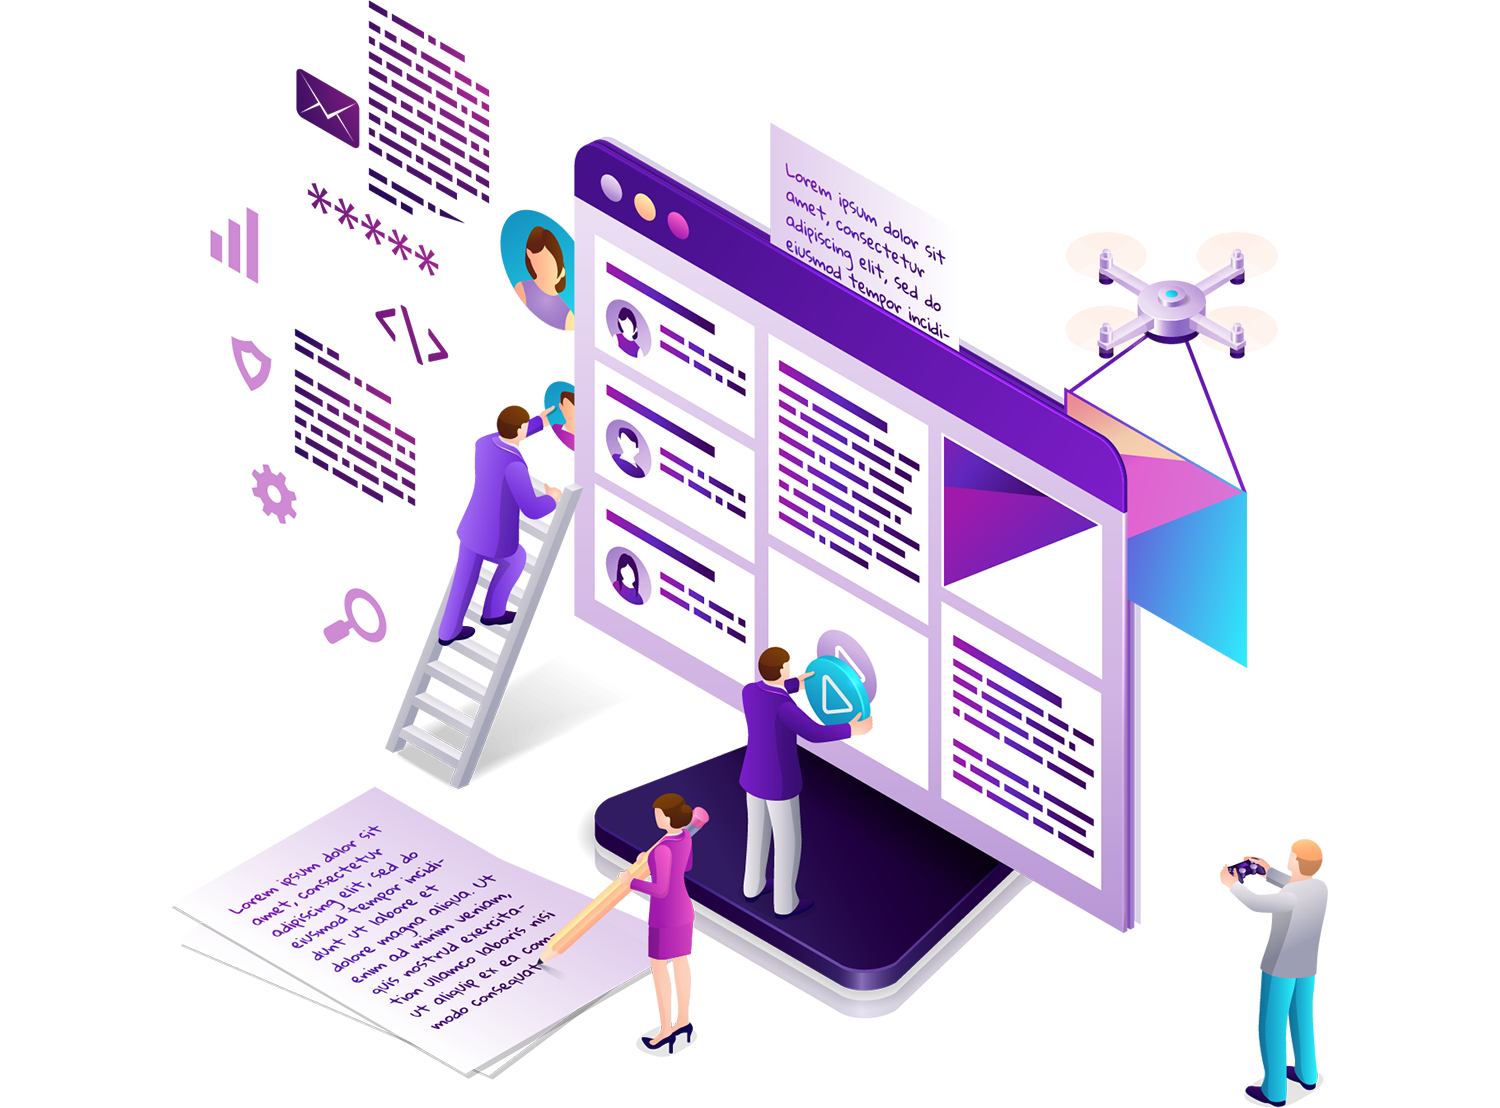 *****
</>
Lorem ipsum dolor sit
amet, consectetur
adipiscing elit, sed do
eiusmod tempor incidi-
Lorem ipsum dolor sit
amet, consectetur
adipiscing elit, sed do
eiusmod tempor incidi-
dunt ut labore et
dolore magna aliqua. Ut
enim ad minim veniam,
quis nostrud exercita-
tion ullamco laboris nisi
ut aliquip ex ea com-
modo consequat